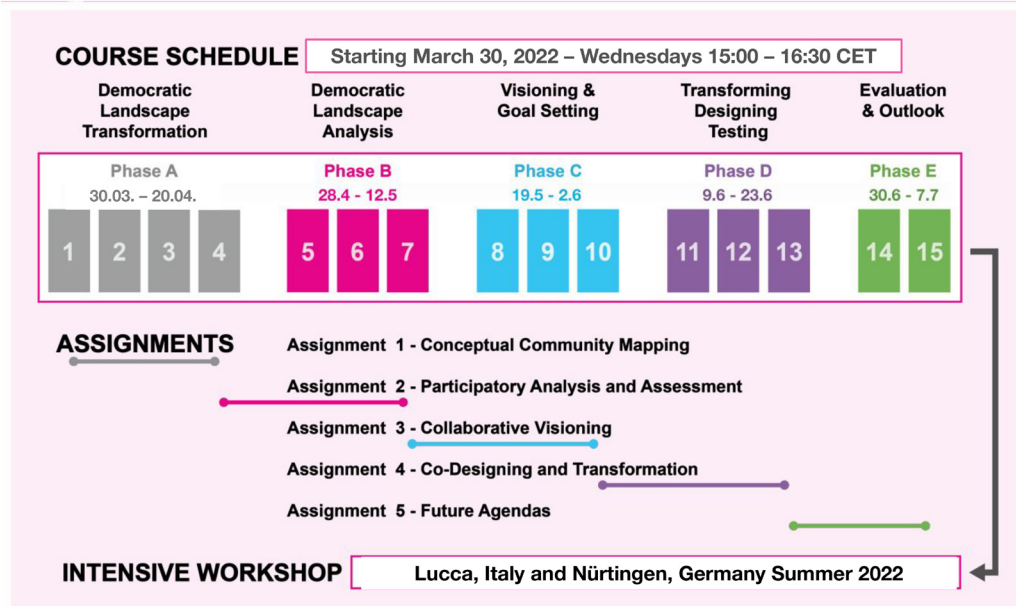 COURSE SCHEDULE Starting March 30, 2022 – Wednesdays 15:00 – 16:30 CET
Democratic
Landscape
Transformation
Democratic
Landscape
Analysis
Visioning &
Goal Setting
Transforming
Designing
Testing
Evaluation
& Outlook
Phase A
30.03. – 20.04.
Phase B
28.4 - 12.5
Phase C
19.5 - 2.6
Phase D
9.6 - 23.6
Phase E
30.6 - 7.7
1 2 3 4 5 6 7 8 9 10 11 12 13 14 15
ASSIGNMENTS
Assignment 1 - Conceptual Community Mapping
Assignment 2 - Participatory Analysis and Assessment
Assignment 3 - Collaborative Visioning
Assignment 4 - Co-Designing and Transformation
Assignment 5 - Future Agendas
INTENSIVE WORKSHOP Lucca, Italy and Nürtingen, Germany Summer 2022